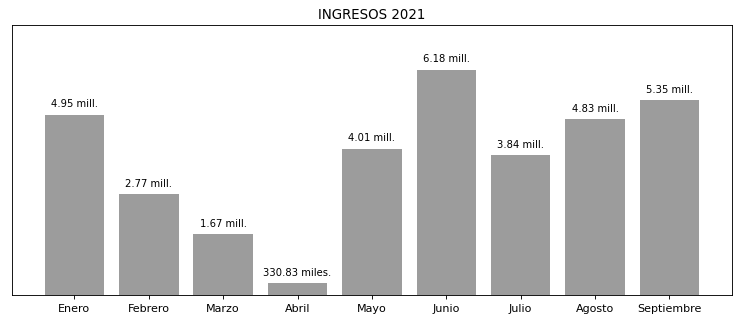 INGRESOS 2021
4.95 mill.
2.77 mill.
1.67 mill.
330.83 miles.
4.01 mill.
6.18 mill.
3.84 mill.
4.83 mill.
5.35 mill.
Enero Febrero Marzo Abril Mayo Junio Julio Agosto Septiembre